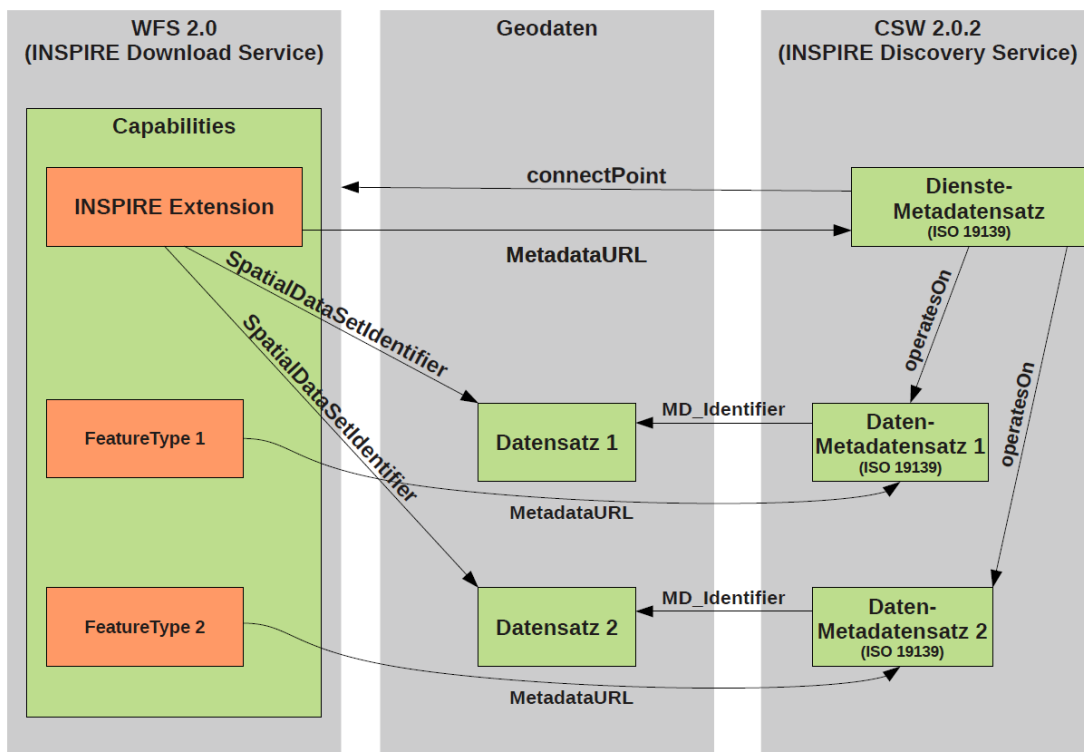 WFS 2.0
(INSPIRE Download Service)
Geodaten
CSW 2.0.2
(INSPIRE Discovery Service)
Capabilities
INSPIRE Extension
connectPoint
Dienste-
Metadatensatz
(ISO 19139)
MetadataURL
SpatialDataSetIdentifier
SpatialDataSetIdentifier
operatesOn
operatesOn
FeatureType 1
Datensatz 1
MD_Identifier
Daten-
Metadatensatz 1
(ISO 19139)
MetadataURL
FeatureType 2
Datensatz 2
MD_Identifier
Daten-
Metadatensatz 2
(ISO 19139)
MetadataURL